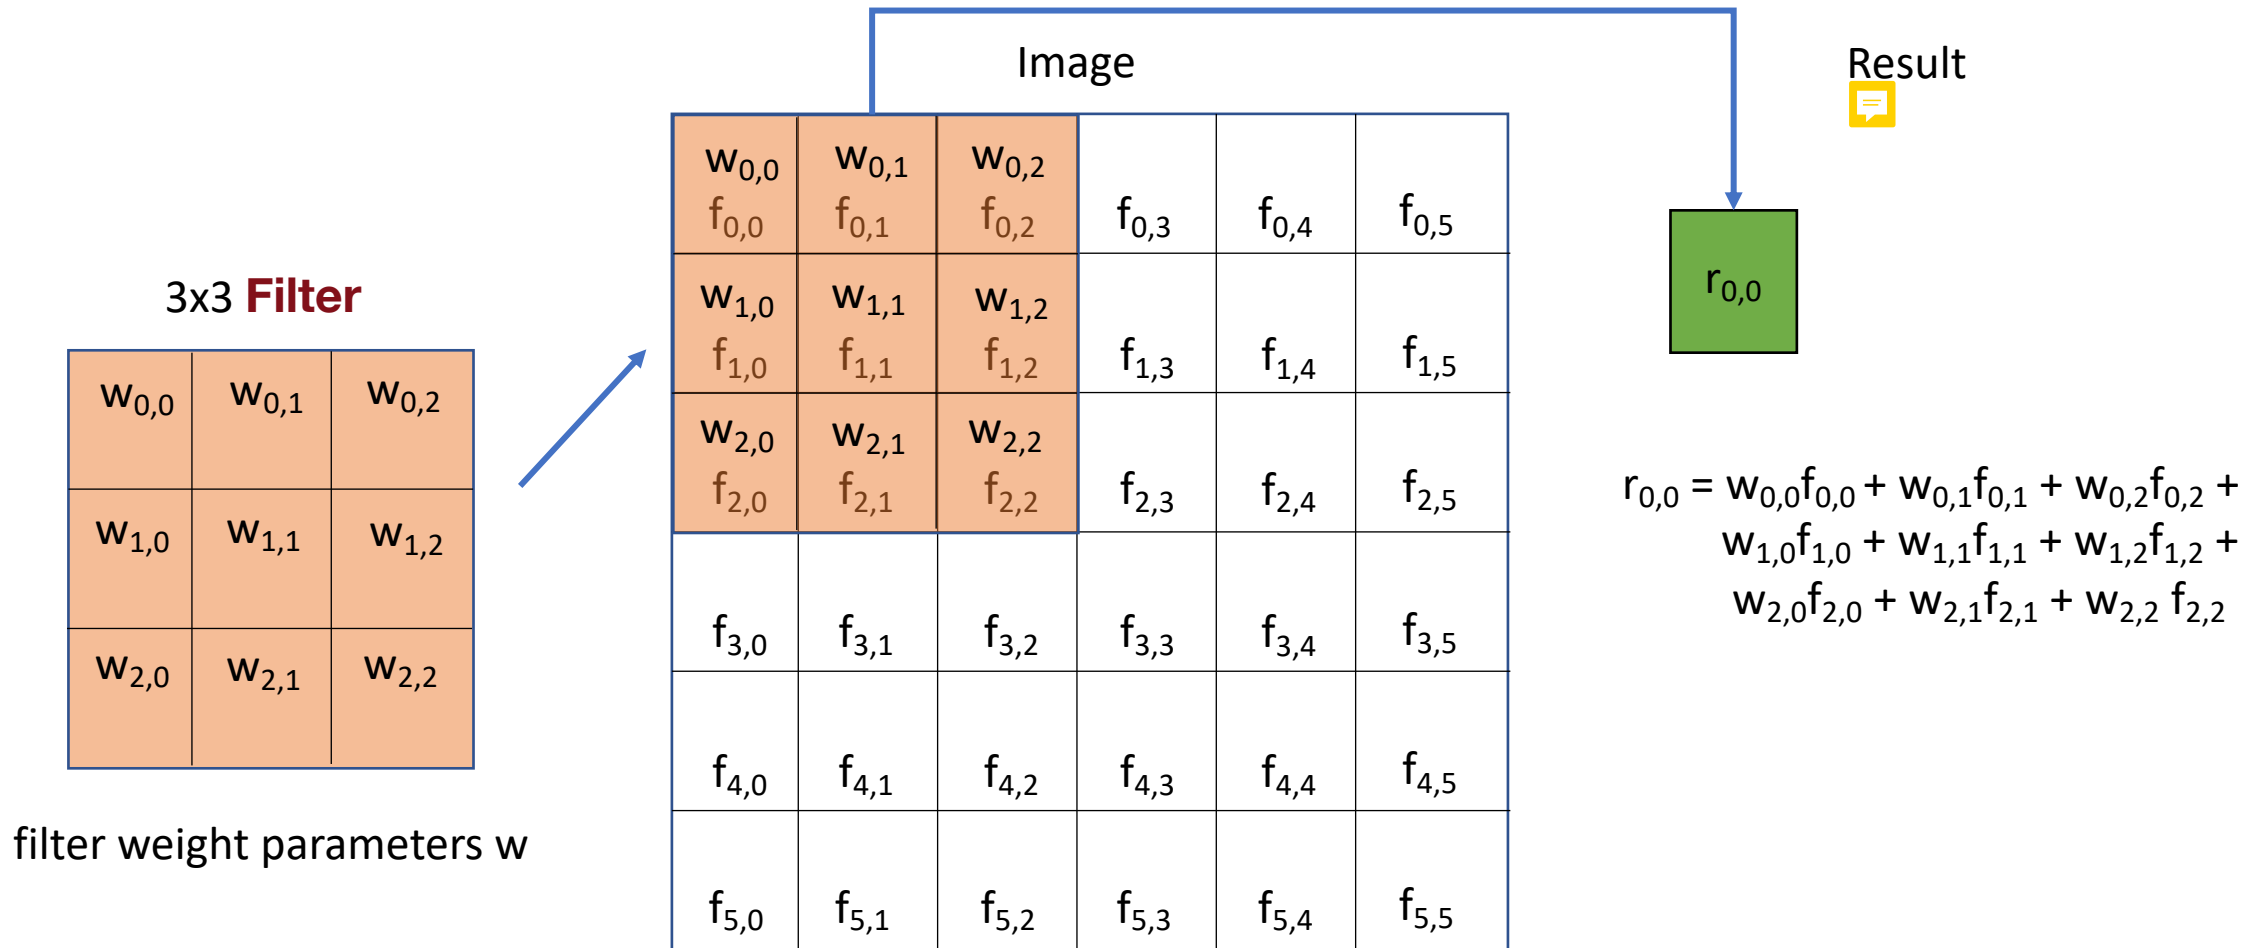 Image
Result
3x3 Filter
w0,0 w0,1 w0,2
w1,0 w1,1 w1,2
w2,0 w2,1 w2,2
filter weight parameters w
w0,0 w0,1 w0,2
f0,0 f0,1 f0,2 f0,3 f0,4 f0,5
w1,0 w1,1 w1,2
f1,0 f1,1 f1,2 f1,3 f1,4 f1,5
w2,0 w2,1 w2,2
f2,0 f2,1 f2,2 f2,3 f2,4 f2,5
f3,0 f3,1 f3,2 f3,3 f3,4 f3,5
f4,0 f4,1 f4,2 f4,3 f4,4 f4,5
f5,0 f5,1 f5,2 f5,3 f5,4 f5,5
r0,0
r0,0 = w0,0f0,0 + w0,1f0,1 + w0,2f0,2 +
w1,0f1,0 + w1,1f1,1 + w1,2f1,2 +
w2,0f2,0 + w2,1f2,1 + w2,2 f2,2